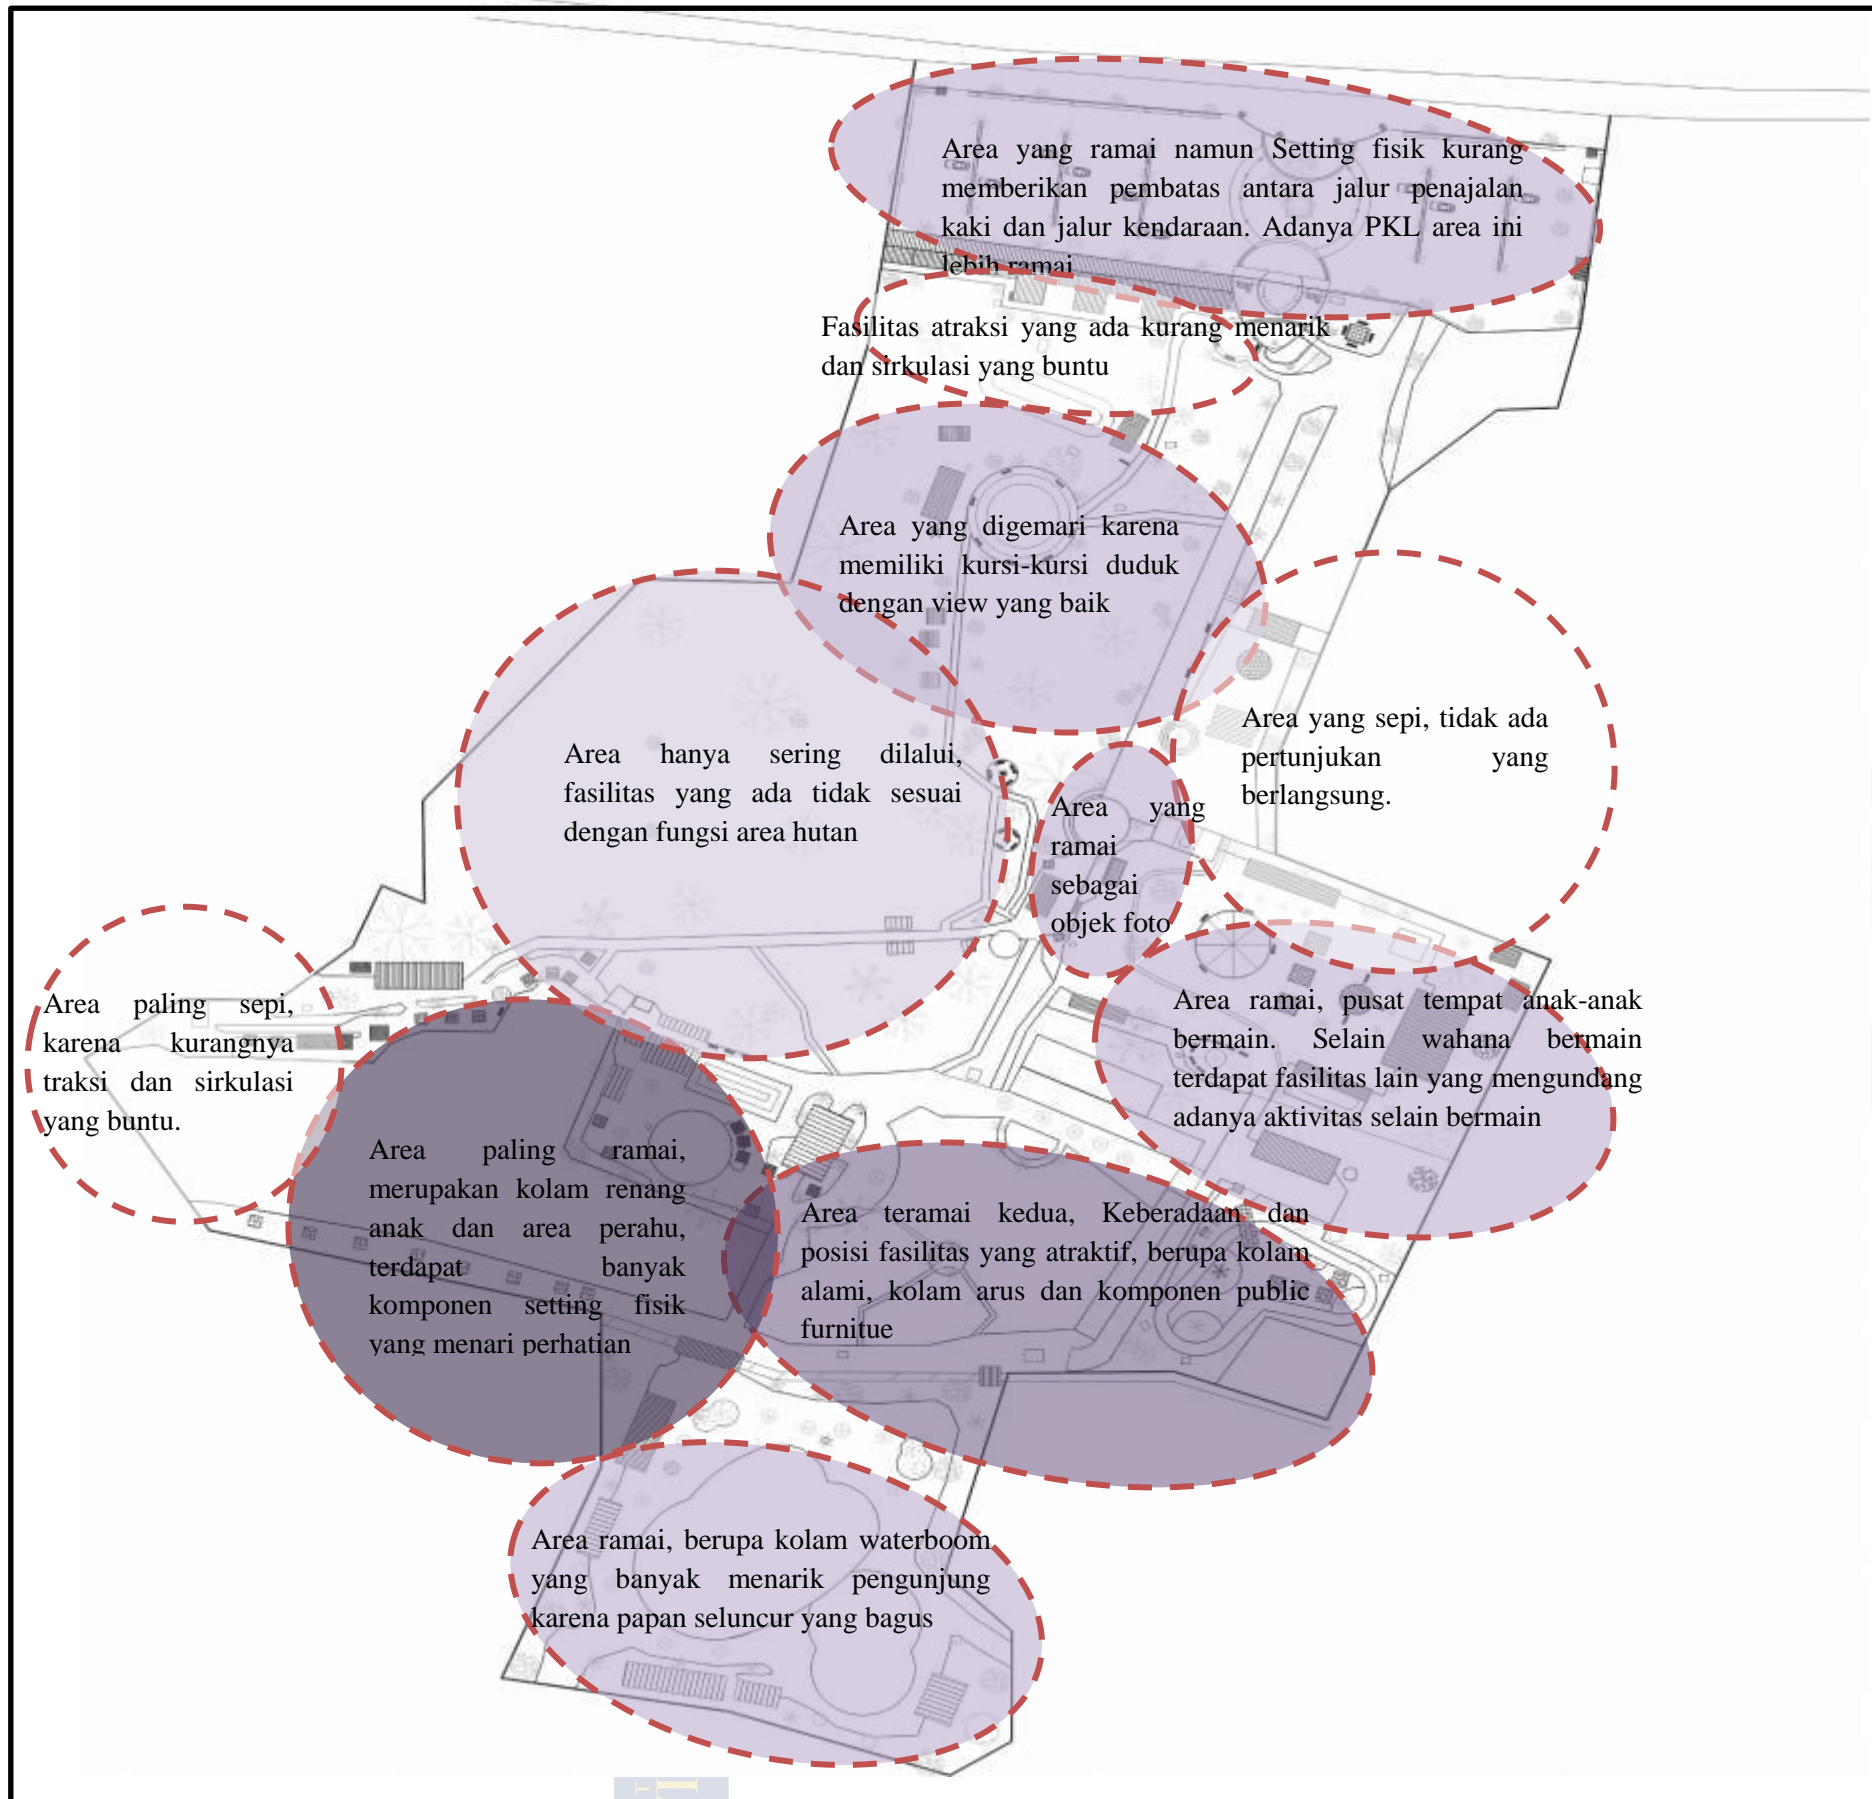 Area yang ramai namun Setting fisik kurang
memberikan pembatas antara jalur penajalan
kaki dan jalur kendaraan. Adanya PKL area ini
lebih ramai
Fasilitas atraksi yang ada kurang menarik
dan sirkulasi yang buntu
Area yang digemari karena
memiliki kursi-kursi duduk
dengan view yang baik
Area yang sepi, tidak ada
pertunjukan yang
berlangsung.
Area hanya sering dilalui,
fasilitas yang ada tidak sesuai
dengan fungsi area hutan
Area yang
ramai
sebagai
objek foto
Area paling sepi,
karena kurangnya
traksi dan sirkulasi
yang buntu.
Area ramai, pusat tempat anak-anak
bermain. Selain wahana bermain
terdapat fasilitas lain yang mengundang
adanya aktivitas selain bermain
Area paling ramai,
merupakan kolam renang
anak dan area perahu,
terdapat banyak
komponen setting fisik
yang menari perhatian
Area teramai kedua, Keberadaan dan
posisi fasilitas yang atraktif, berupa kolam
alami, kolam arus dan komponen public
furnitue
Area ramai, berupa kolam waterboom
yang banyak menarik pengunjung
karena papan seluncur yang bagus